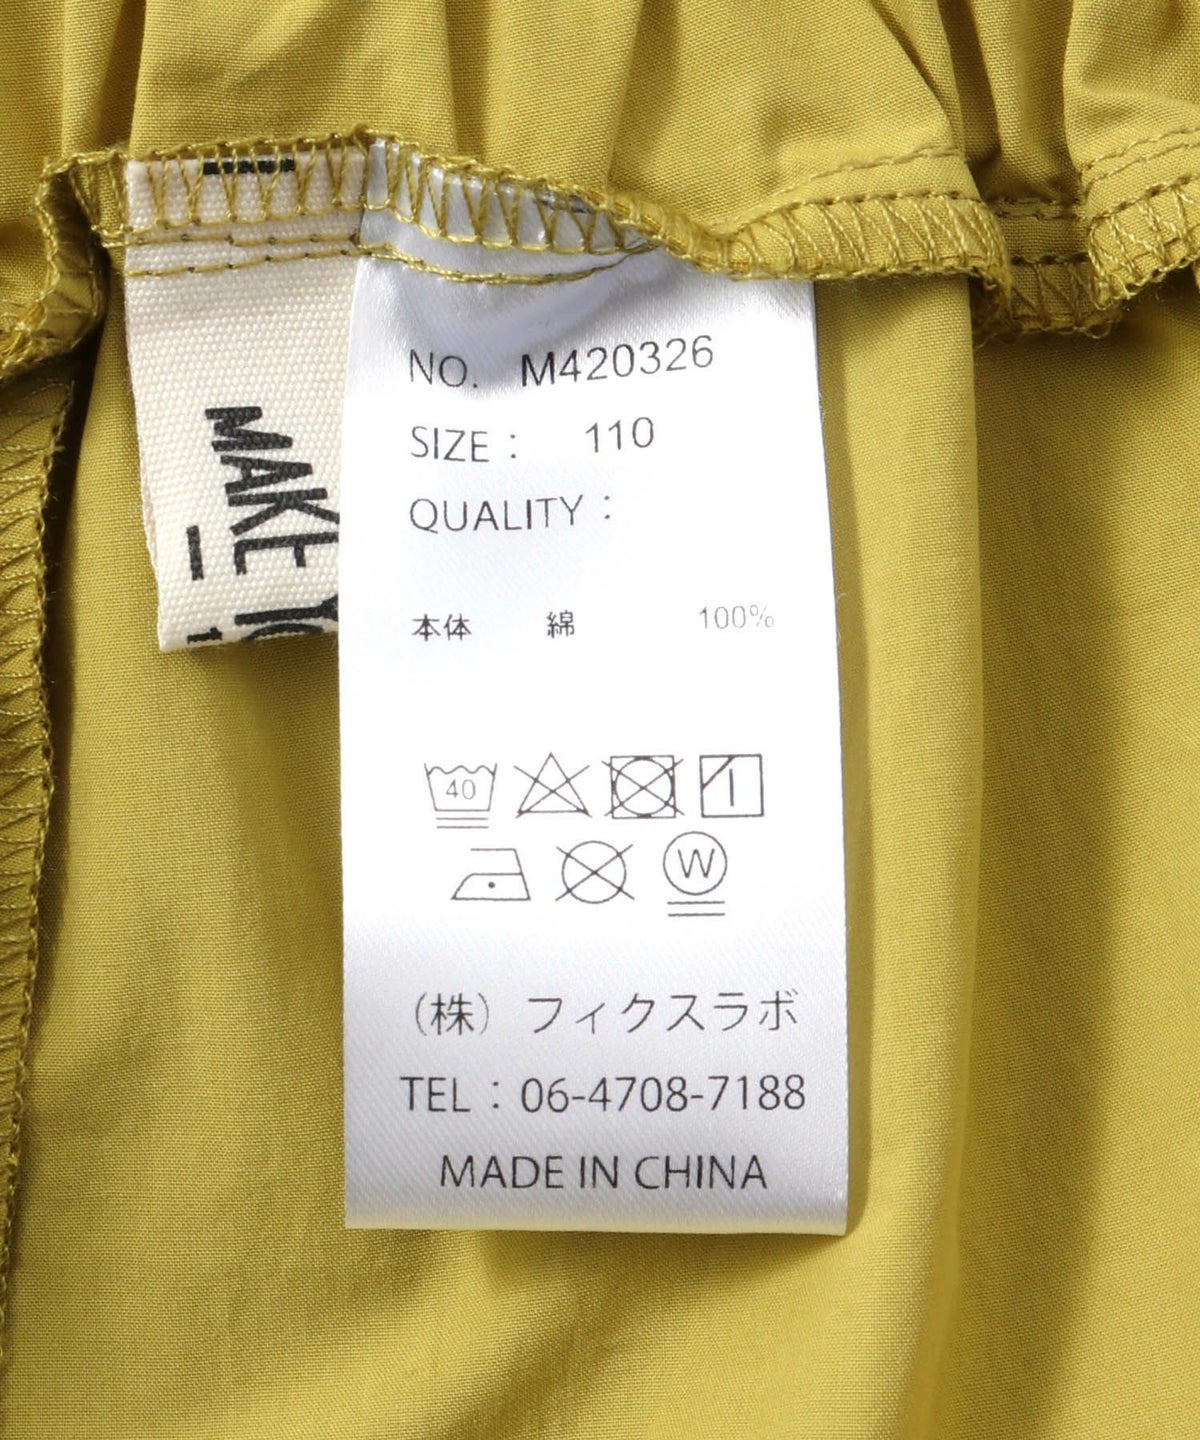 NO. M420326
SIZE : 110
QUALITY :
本体 綿 100%
40
W
(株) フィクスラボ
TEL : 06-4708-7188
MADE IN CHINA
MAKE